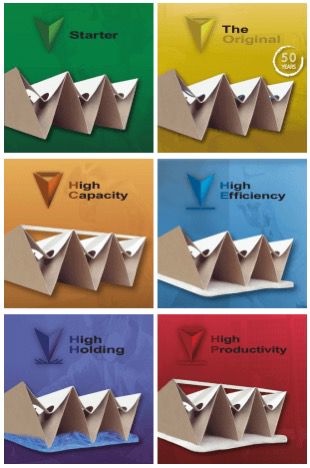 Starter
The
Original
50
YEARS
High
Capacity
High
Efficiency
High
Holding
High
Productivity